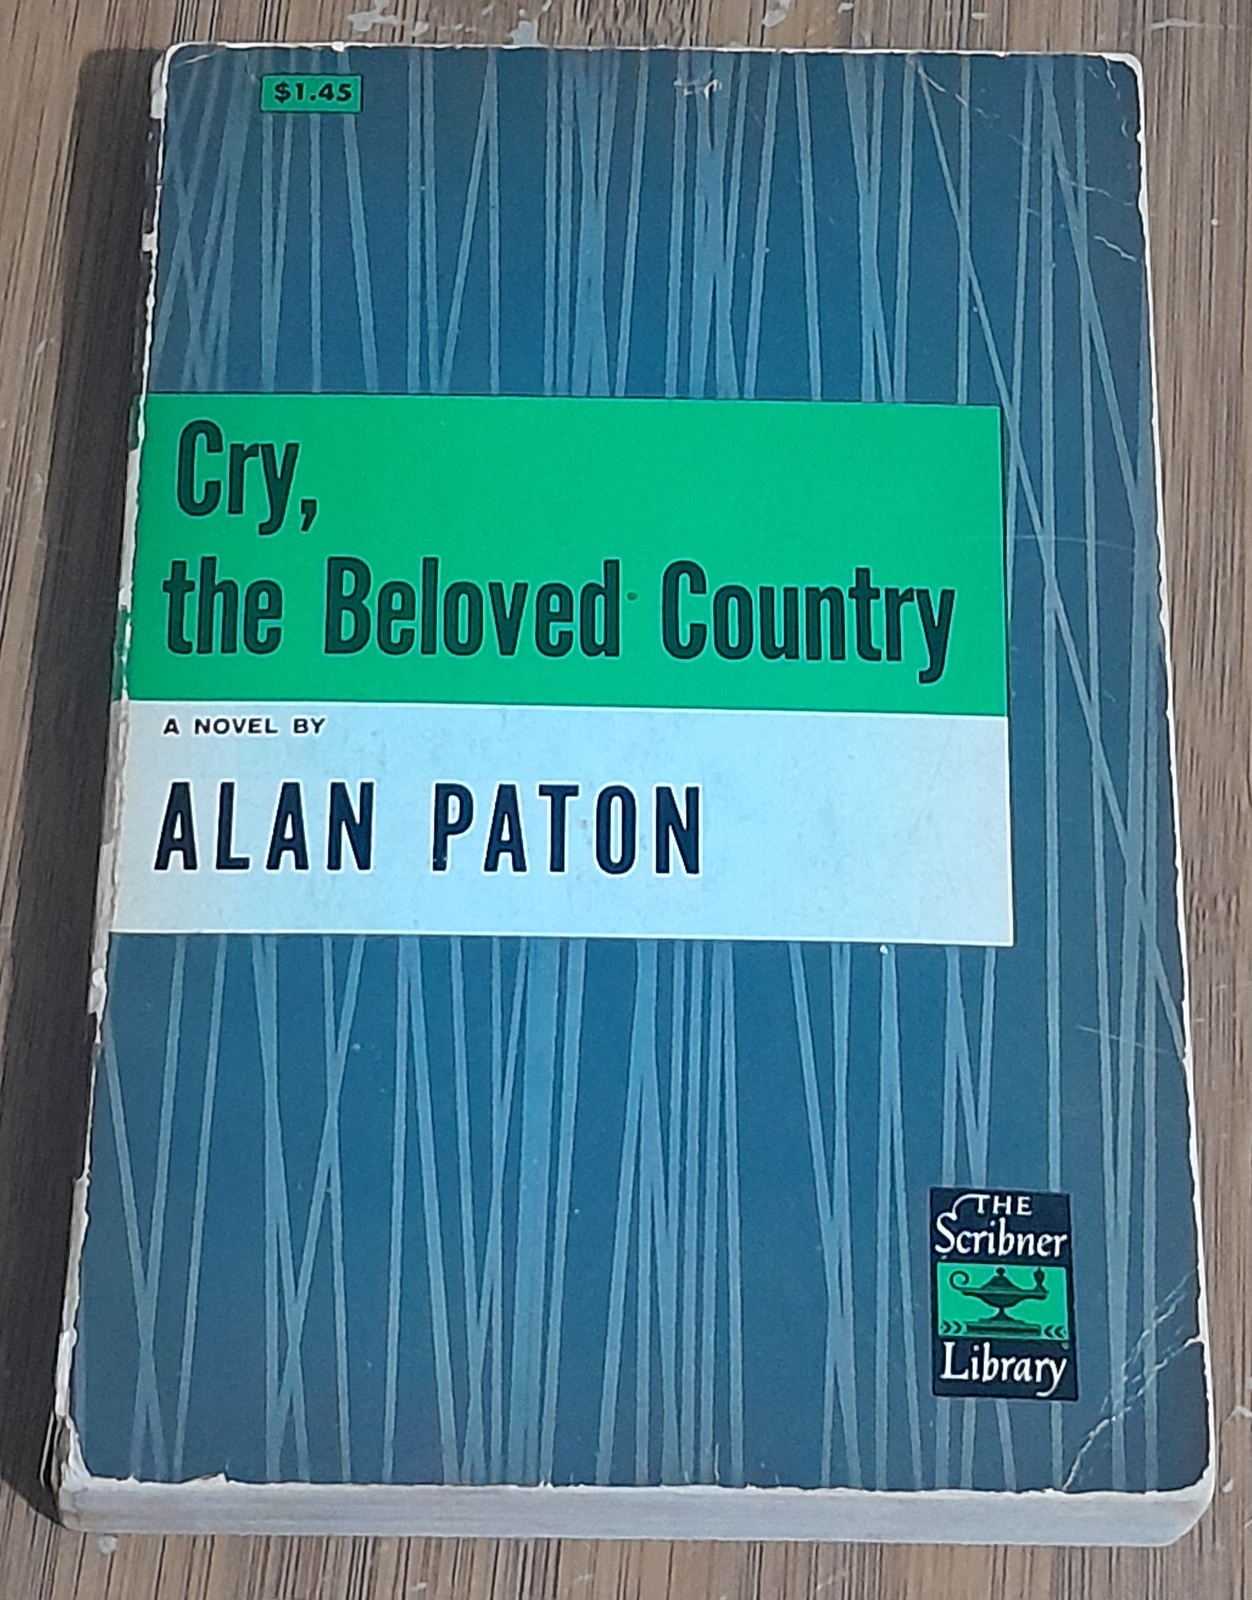 $1.45
Cry,
the Beloved Country
A NOVEL BY
ALAN PATON
THE
Scribner
Library